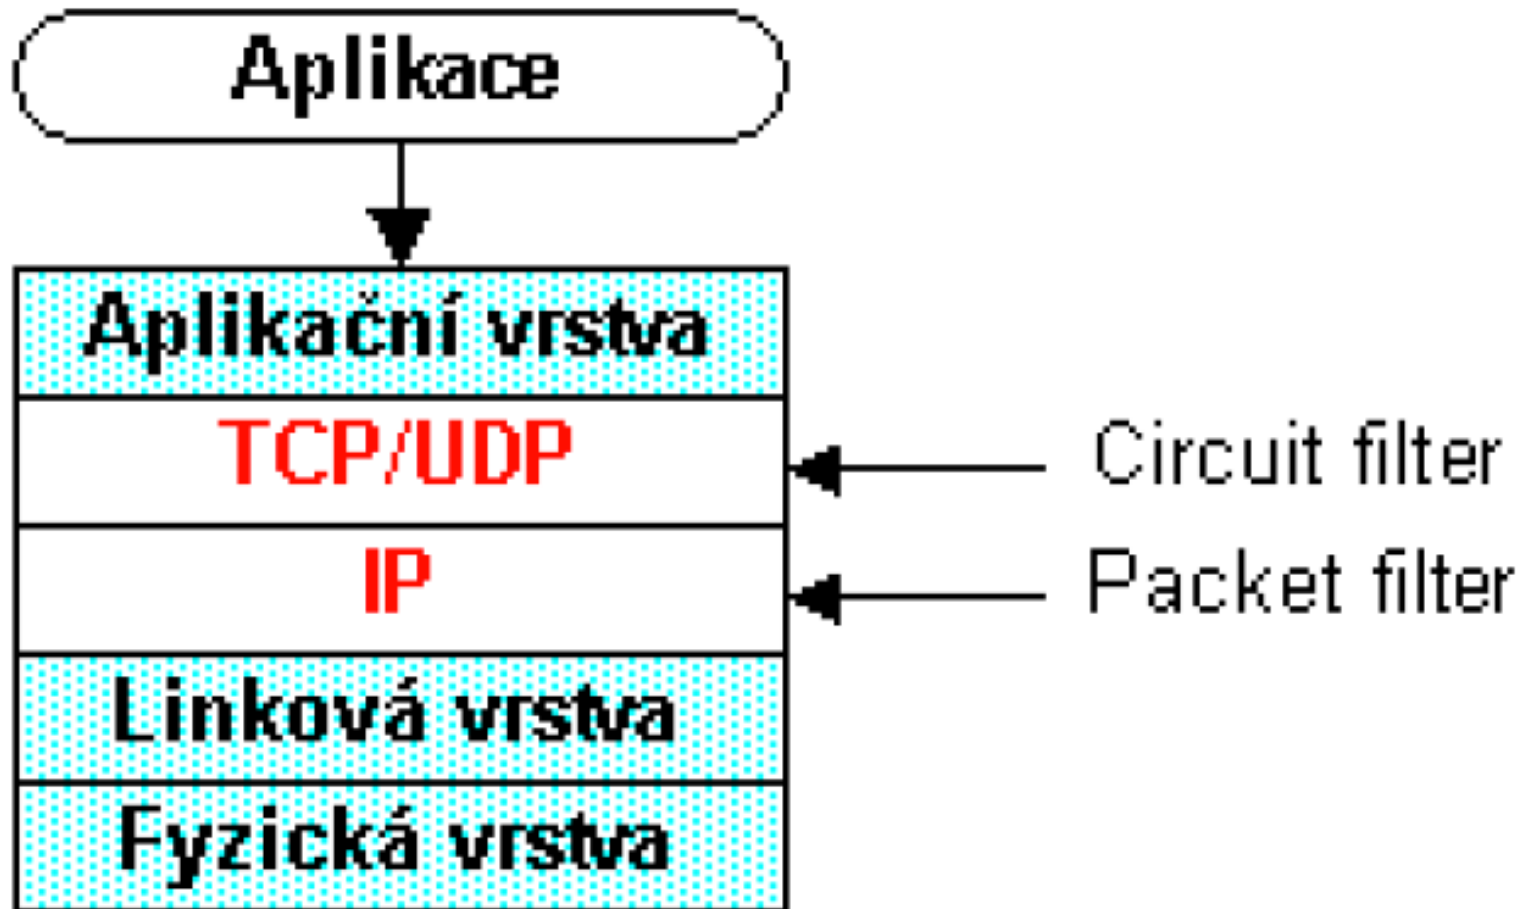 Aplikace
Aplikační vrstva
TCP/UDP
Circuit filter
IP
Packet filter
Linková vrstva
Fyzická vrstva